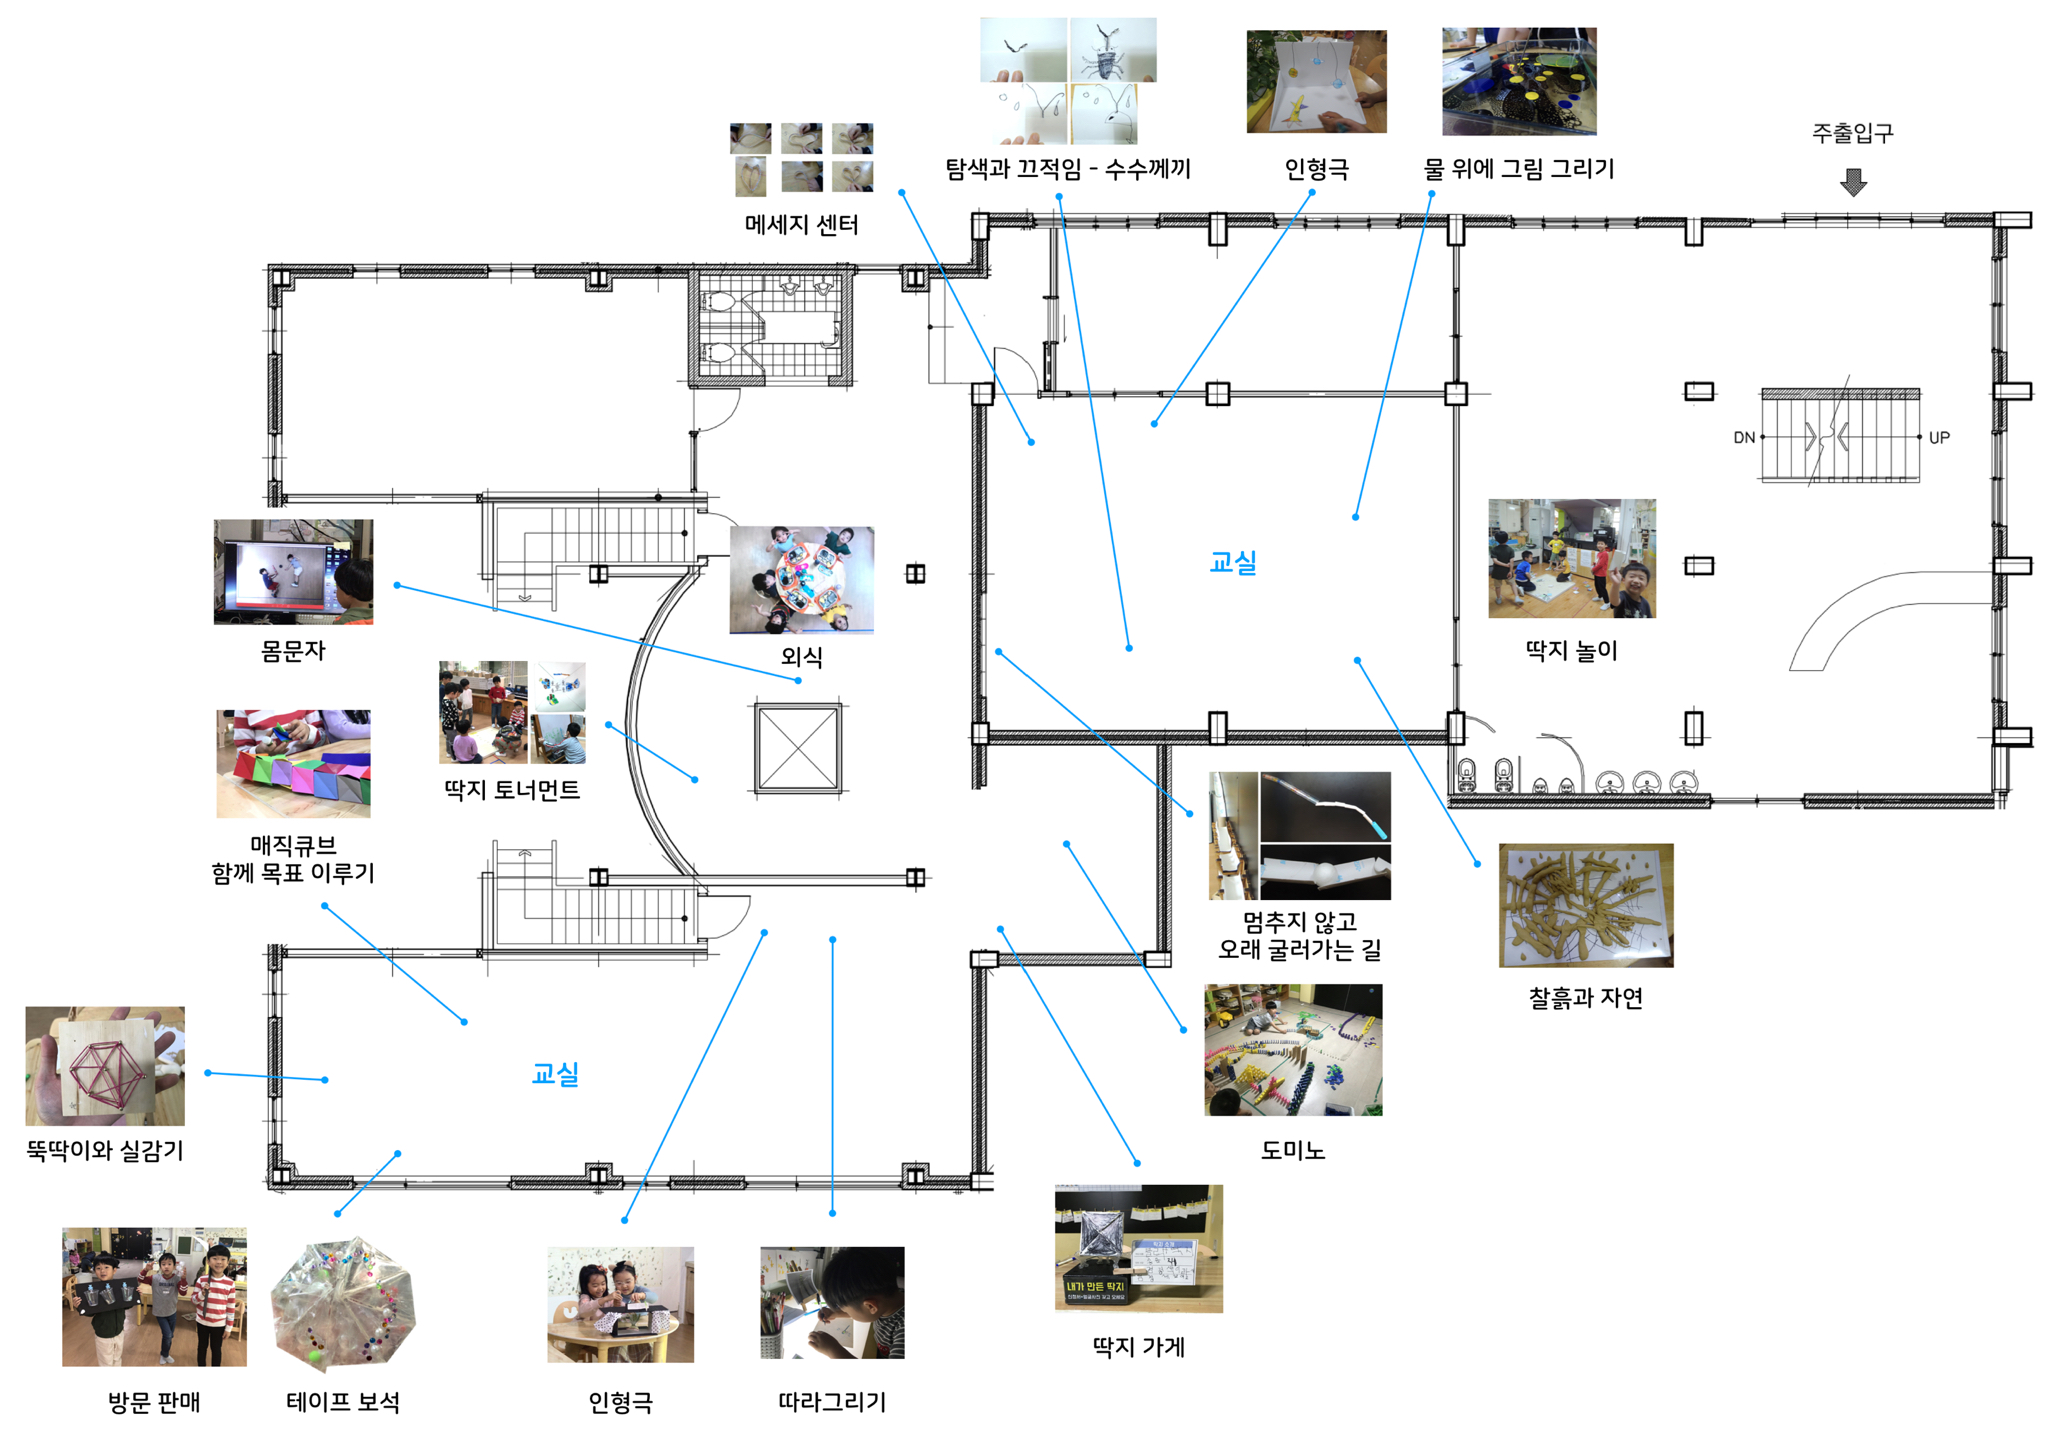 주출입구
탐색과 끄적임 - 수수께끼
인형극
물 위에 그림 그리기
메세지 센터
DN
UP
교실
몸문자
외식
딱지 놀이
딱지 토너먼트
매직큐브
함께 목표 이루기
멈추지 않고
오래 굴러가는 길
찰흙과 자연
교실
도미노
뚝딱이와 실감기
내가 만든 딱지
딱지 가게
방문 판매
테이프 보석
인형극
따라그리기